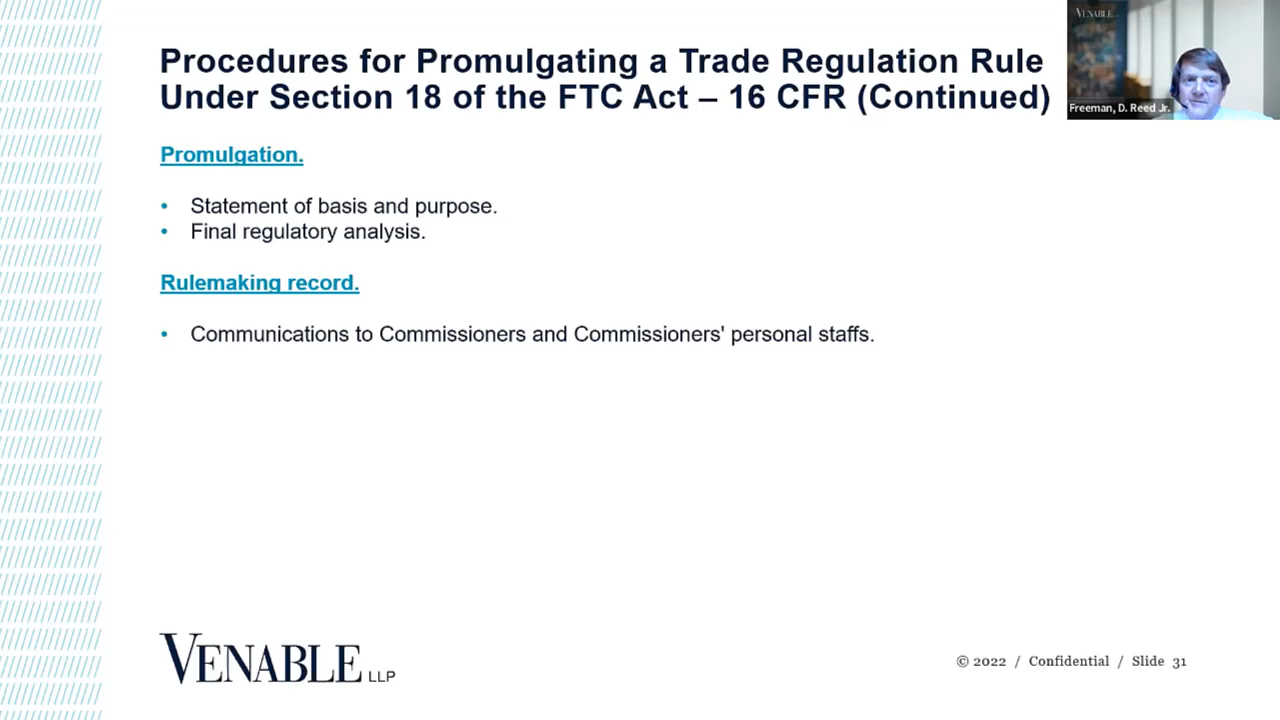 Procedures for Promulgating a Trade Regulation Rule
Under Section 18 of the FTC Act – 16 CFR (Continued)
VENABLE
Freeman, D. Reed Jr.
Promulgation.
• Statement of basis and purpose.
• Final regulatory analysis.
Rulemaking record.
• Communications to Commissioners and Commissioners' personal staffs.
VENABLE LLP
© 2022 / Confidential / Slide 31